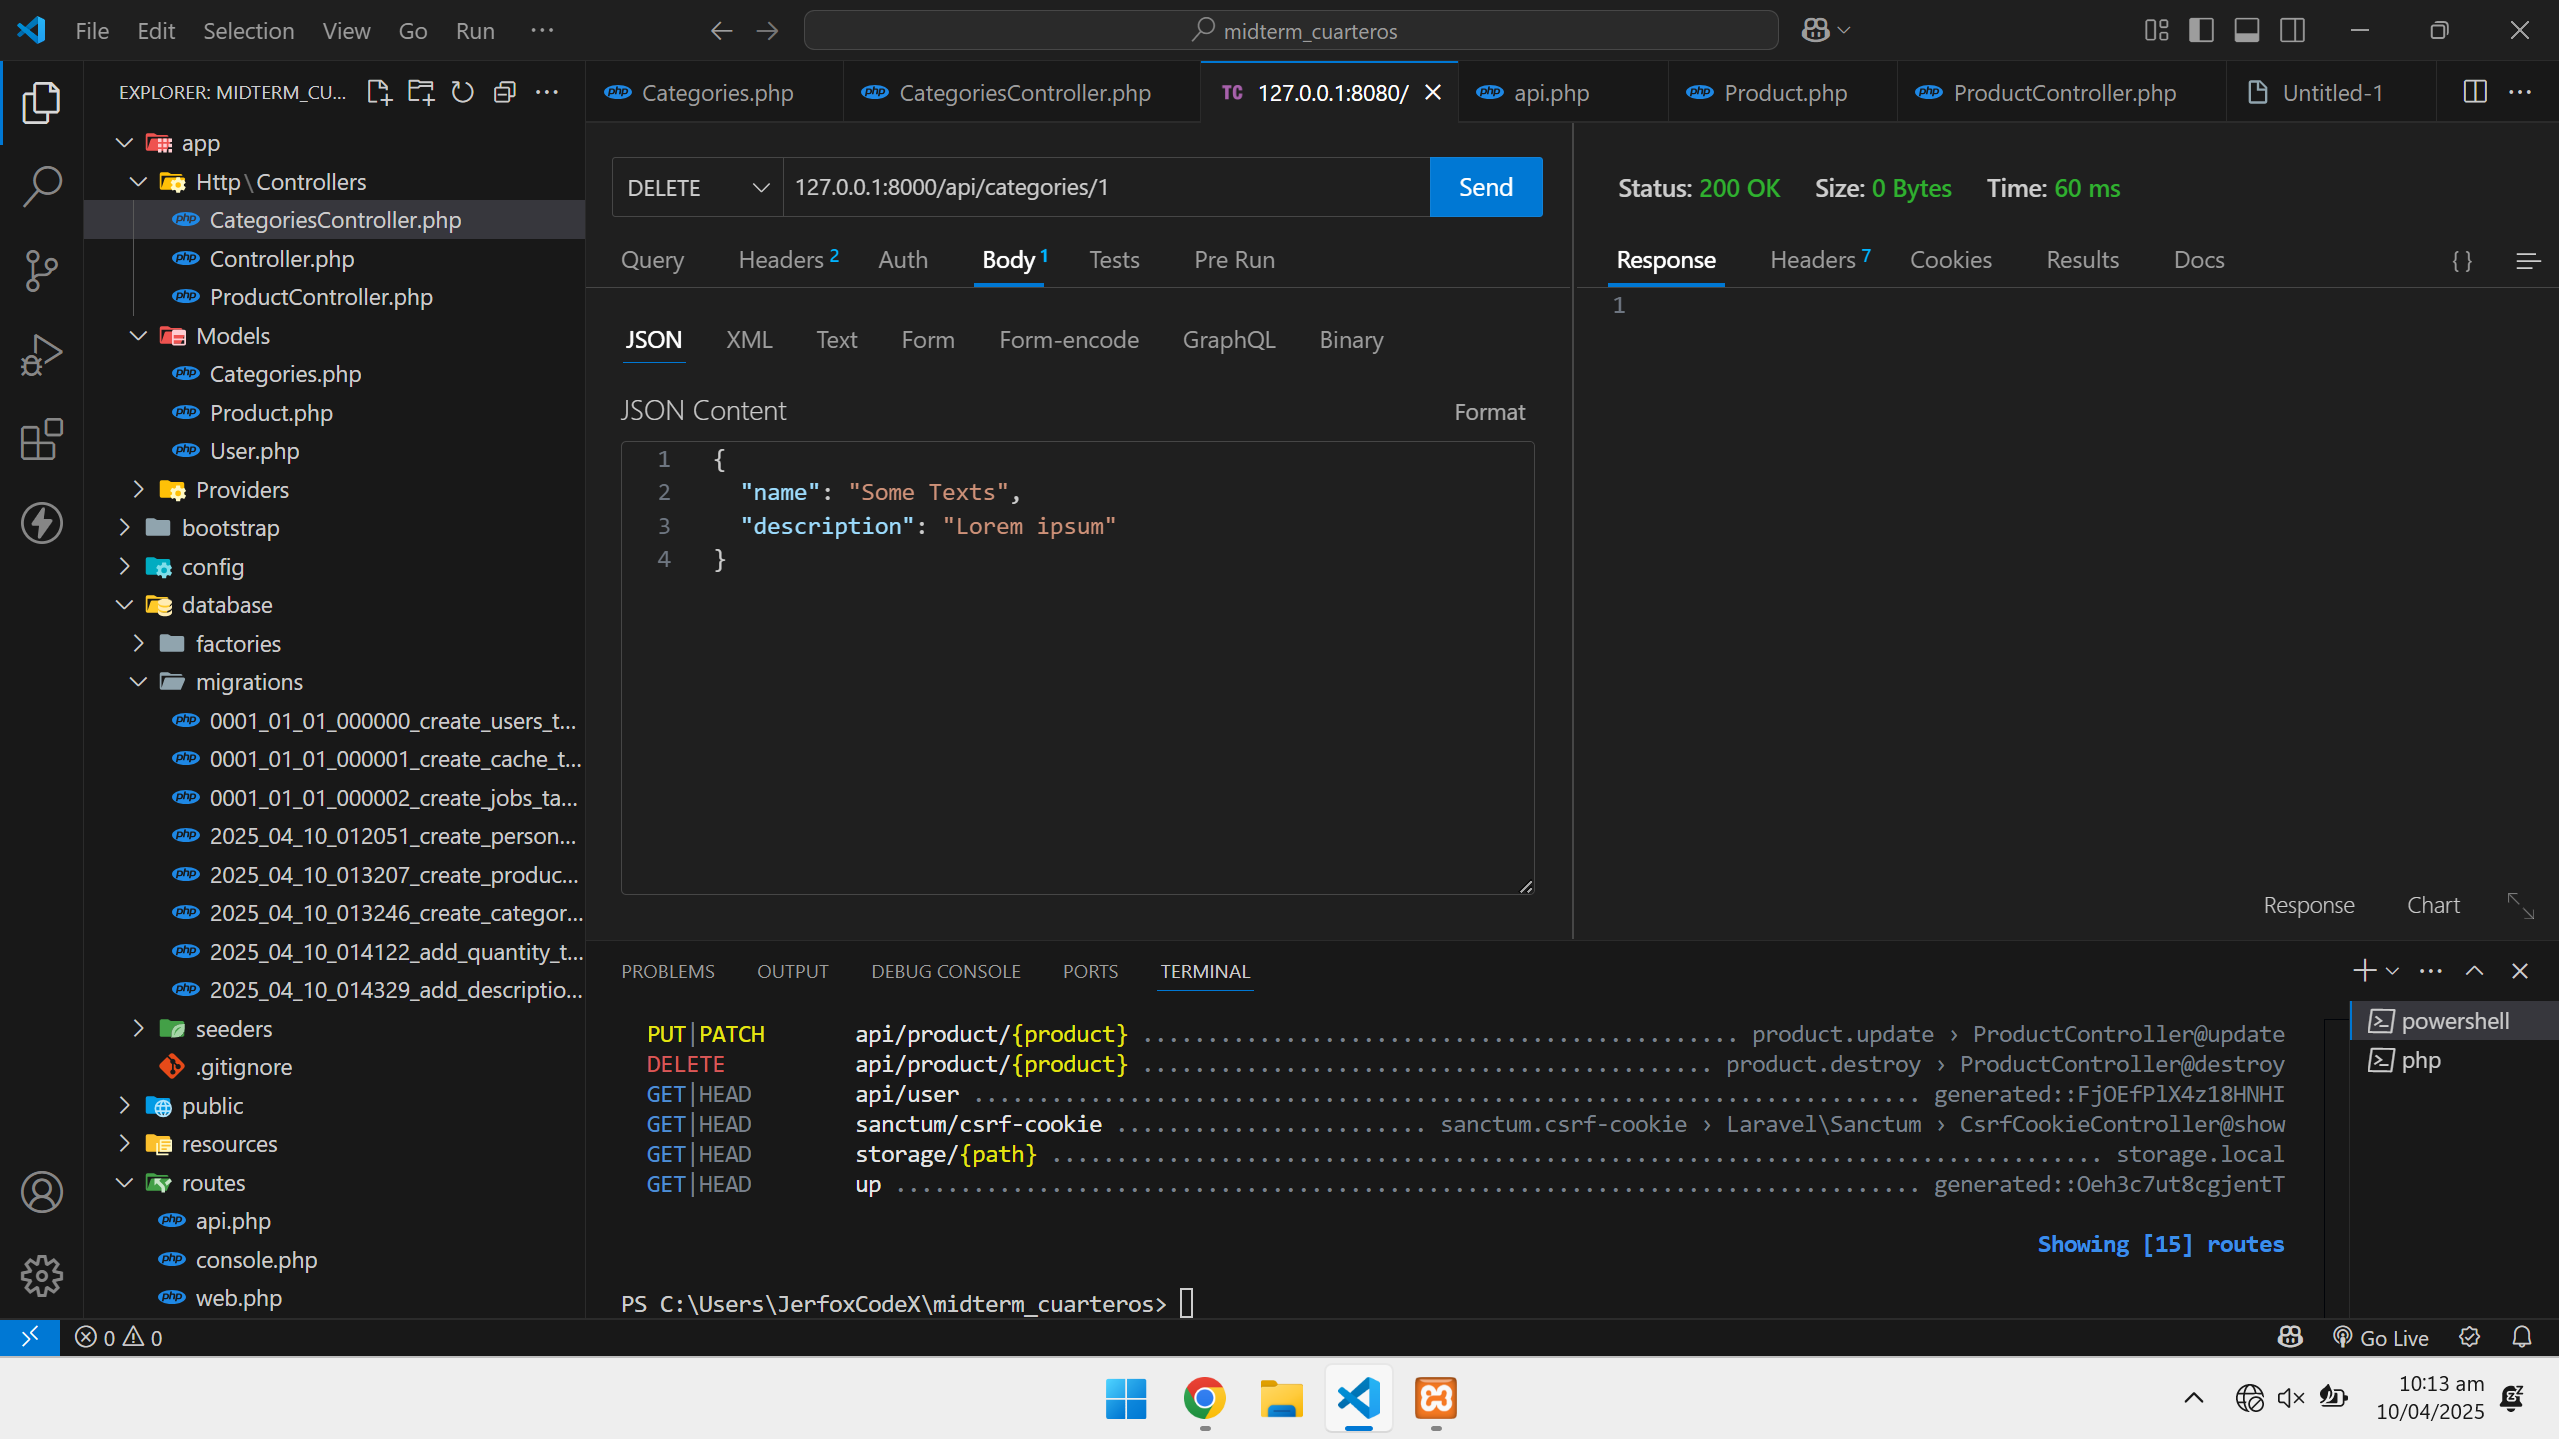 File Edit Selection View Go Run ···
midterm_cuarteros
EXPLORER: MIDTERM_CU...
app
Http\Controllers
CategoriesController.php
Controller.php
ProductController.php
Models
Categories.php
Product.php
User.php
Providers
bootstrap
config
database
factories
migrations
0001_01_01_000000_create_users_t...
0001_01_01_000001_create_cache_t...
0001_01_01_000002_create_jobs_ta...
2025_04_10_012051_create_person...
2025_04_10_013207_create_produc...
2025_04_10_013246_create_categor...
2025_04_10_014122_add_quantity_t...
2025_04_10_014329_add_descriptio...
seeders
.gitignore
public
resources
routes
api.php
console.php
web.php
Categories.php CategoriesController.php TC 127.0.0.1:8080/ api.php Product.php ProductController.php Untitled-1
DELETE 127.0.0.1:8000/api/categories/1 Send
Query Headers 2 Auth Body 1 Tests Pre Run
JSON XML Text Form Form-encode GraphQL Binary
JSON Content Format
1 {
2 "name": "Some Texts",
3 "description": "Lorem ipsum"
4 }
Status: 200 OK Size: 0 Bytes Time: 60 ms
Response Headers 7 Cookies Results Docs { }
1
Response Chart
PROBLEMS OUTPUT DEBUG CONSOLE PORTS TERMINAL
PUT|PATCH api/product/{product} .............................................. product.update › ProductController@update
DELETE api/product/{product} ............................................ product.destroy › ProductController@destroy
GET|HEAD api/user ......................................................................... generated::FjOEfPlX4z18HNHI
GET|HEAD sanctum/csrf-cookie ........................ sanctum.csrf-cookie › Laravel\Sanctum › CsrfCookieController@show
GET|HEAD storage/{path} ................................................................................. storage.local
GET|HEAD up ............................................................................... generated::Oeh3c7ut8cgjentT
Showing [15] routes
PS C:\Users\JerfoxCodeX\midterm_cuarteros>
powershell
php
0 0
Go Live
10:13 am
10/04/2025